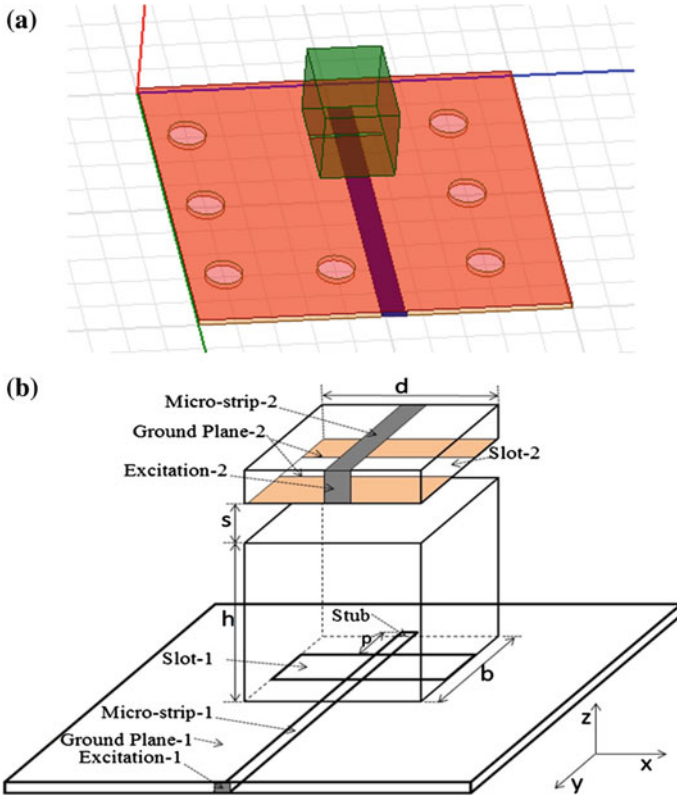 (a)
(b)
d
Micro-strip-2
Ground Plane-2
Excitation-2
Slot-2
s
h
Stub
p
Slot-1
b
Micro-strip-1
Ground Plane-1
Excitation-1
z
x
y